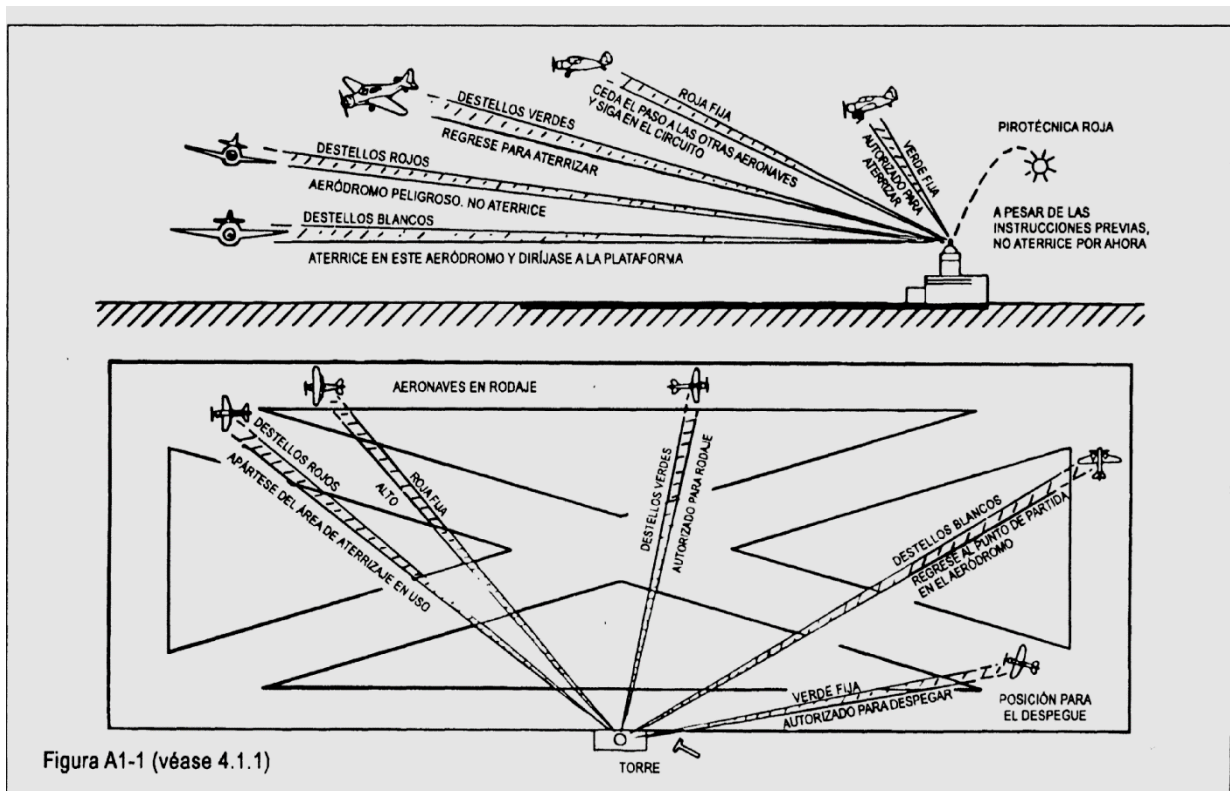 ROJA FIJA
CEDA EL PASO A LAS OTRAS AERONAVES
Y SIGA EN EL CIRCUITO
DESTELLOS VERDES
REGRESE PARA ATERRIZAR
VERDE FIJA
AUTORIZADO PARA
ATERRIZAR
PIROTÉCNICA ROJA
DESTELLOS ROJOS
AERÓDROMO PELIGROSO. NO ATERRICE
DESTELLOS BLANCOS
ATERRICE EN ESTE AERÓDROMO Y DIRÍJASE A LA PLATAFORMA
A PESAR DE LAS
INSTRUCCIONES PREVIAS,
NO ATERRICE POR AHORA
AERONAVES EN RODAJE
DESTELLOS ROJOS
APÁRTESE DEL ÁREA DE ATERRIZAJE EN USO
ROJA FIJA
ALTO
DESTELLOS VERDES
AUTORIZADO PARA RODAJE
DESTELLOS BLANCOS
REGRESE AL PUNTO DE PARTIDA
EN EL AERÓDROMO
VERDE FIJA
AUTORIZADO PARA DESPEGAR
POSICIÓN PARA
EL DESPEGUE
TORRE
Figura A1-1 (véase 4.1.1)